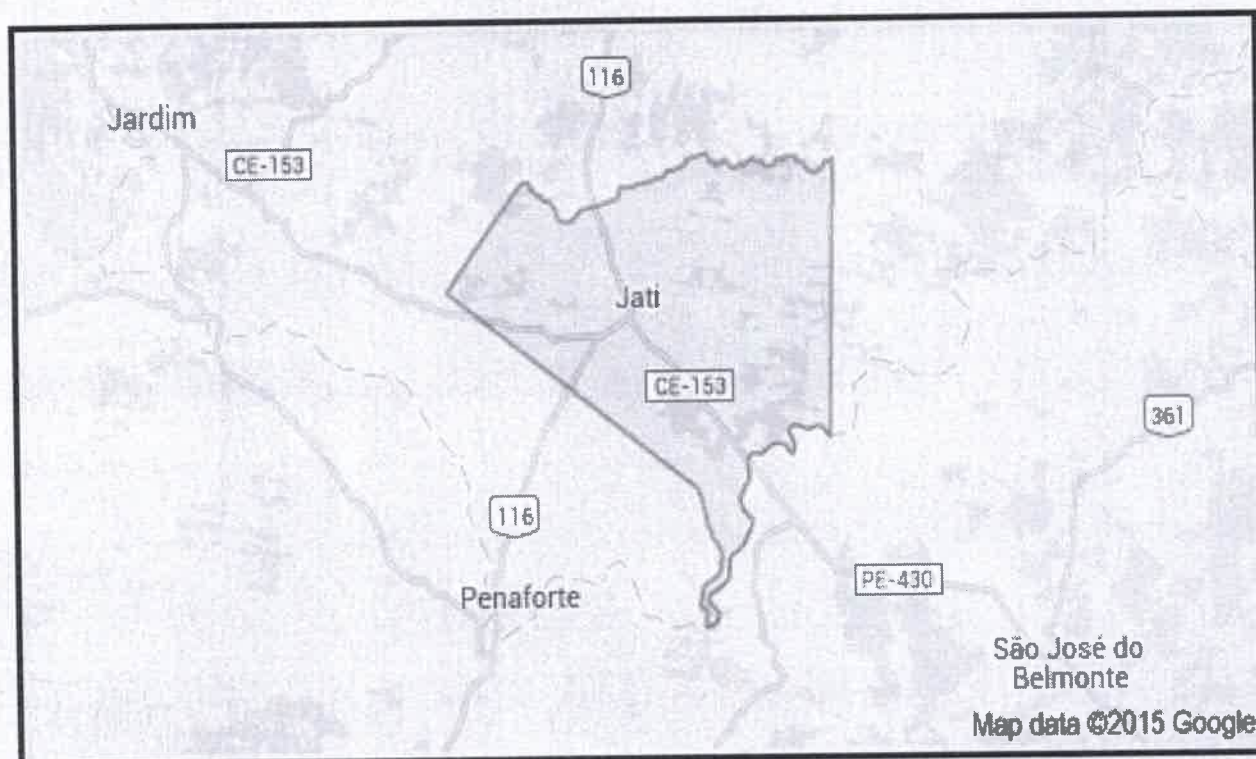 116
Jardim
CE-153
Jati
CE-153
361
116
PE-430
Penaforte
São José do
Belmonte
Map data ©2015 Google